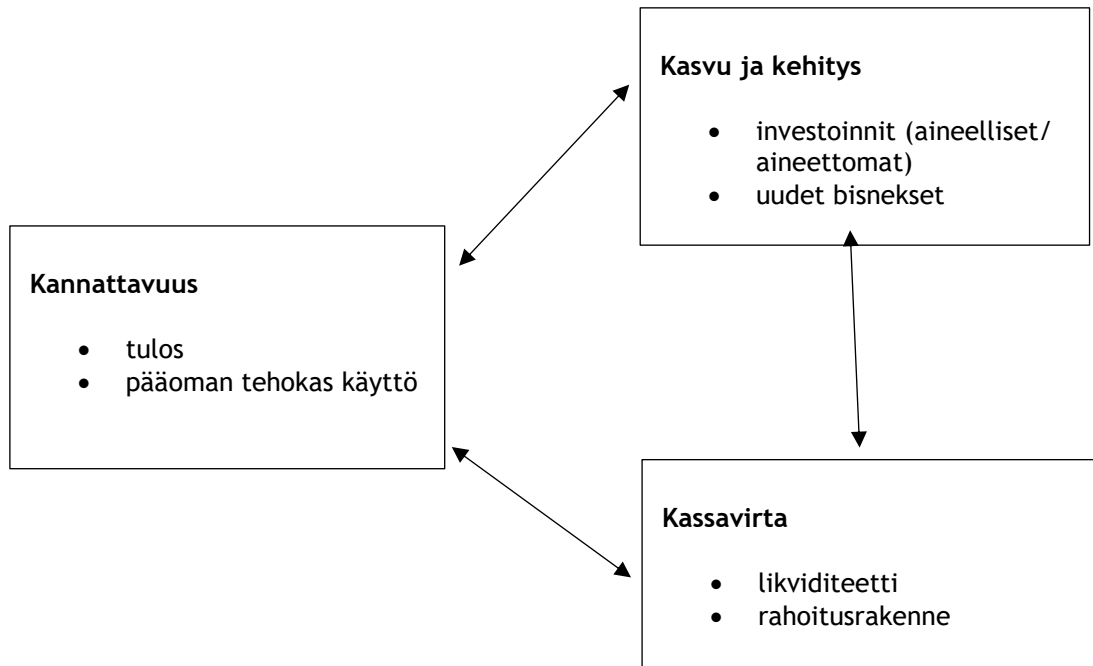 Kasvu ja kehitys
• investoinnit (aineelliset/
aineettomat)
• uudet bisnekset
Kannattavuus
• tulos
• pääoman tehokas käyttö
Kassavirta
• likviditeetti
• rahoitusrakenne